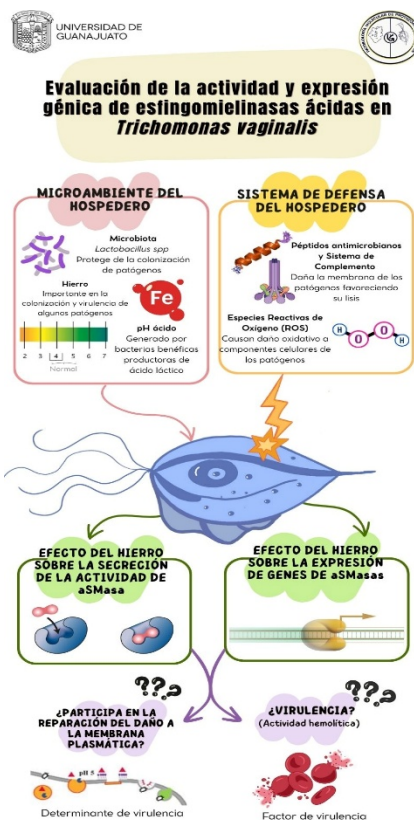 UNIVERSIDAD DE
GUANAJUATO
Evaluación de la actividad y expresión
génica de esfingomielinasas ácidas en
Trichomonas vaginalis
MICROAMBIENTE DEL
HOSPEDERO
Microbiota
Lactobacillus spp
Protege de la colonización
de patógenos
Hierro
Importante en la
colonización y virulencia de
algunos patógenos
Fe
2 3 4 5 6 7
Normal
pH ácido
Generado por
bacterias benéficas
productoras de
ácido láctico
SISTEMA DE DEFENSA
DEL HOSPEDERO
Péptidos antimicrobianos
y Sistema de
Complemento
Daña la membrana de los
patógenos favoreciendo
su lisis
Especies Reactivas de
Oxígeno (ROS)
Causan daño oxidativo a
componentes celulares de
los patógenos
H O O H
EFECTO DEL HIERRO
SOBRE LA SECRECIÓN
DE LA ACTIVIDAD DE
aSMasa
EFECTO DEL HIERRO
SOBRE LA EXPRESIÓN
DE GENES DE aSMasas
???
¿PARTICIPA EN LA
REPARACIÓN DEL DAÑO A
LA MEMBRANA
PLASMÁTICA?
pH 5
Determinante de virulencia
???
¿VIRULENCIA?
(Actividad hemolítica)
Factor de virulencia